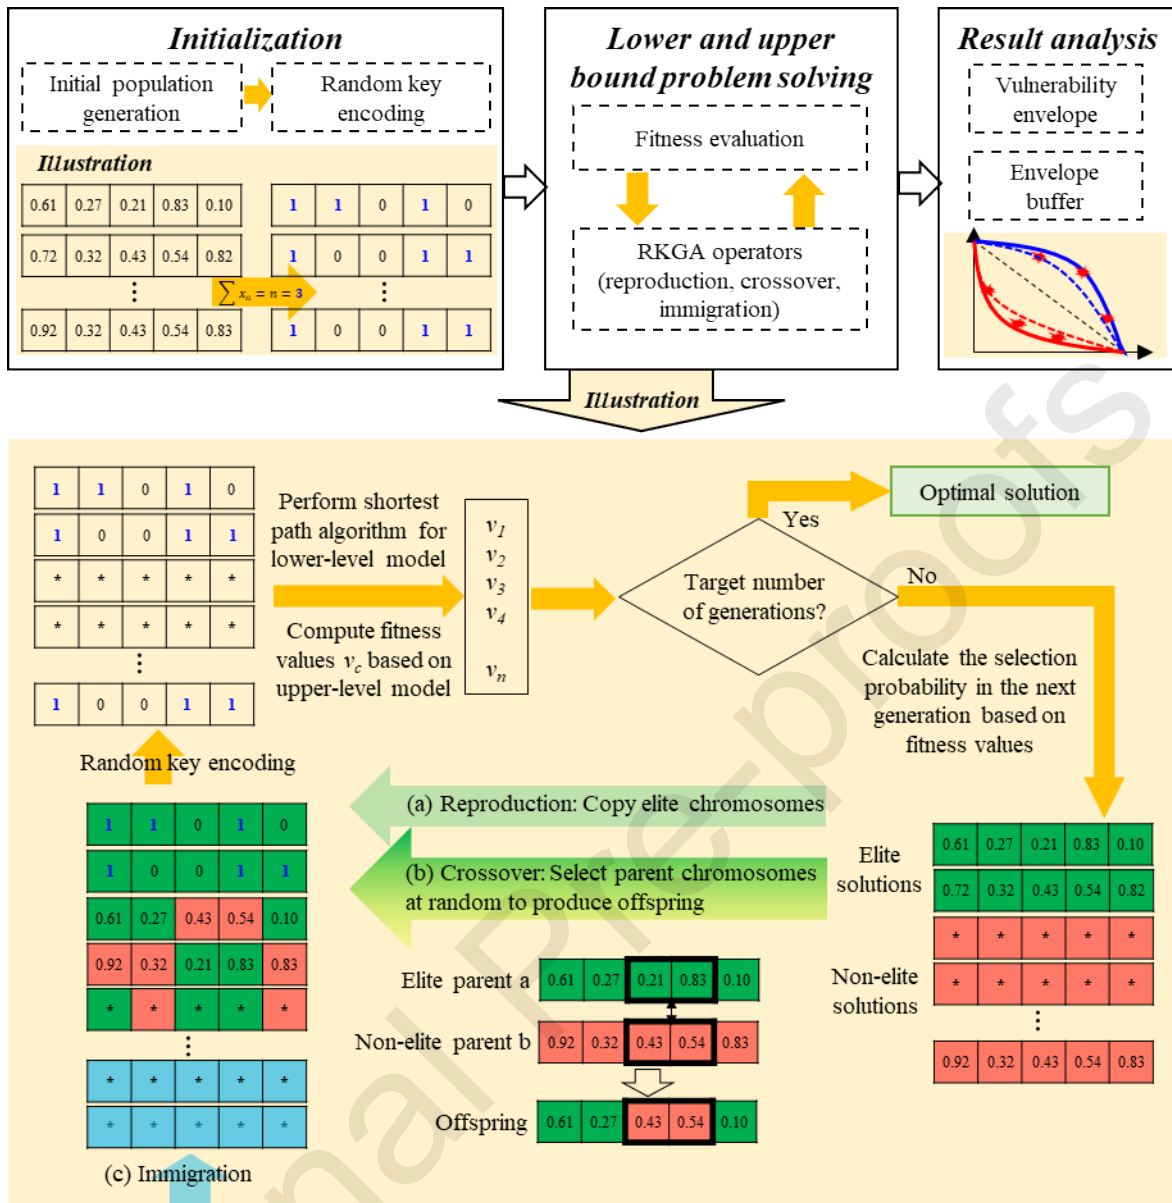 Initialization
Initial population
generation
Random key
encoding
Illustration
0.61 0.27 0.21 0.83 0.10
1 1 0 1 0
0.72 0.32 0.43 0.54 0.82
1 0 0 1 1
⋮
∑ xₐ = n = 3
⋮
0.92 0.32 0.43 0.54 0.83
1 0 0 1 1
Lower and upper
bound problem solving
Fitness evaluation
RKGA operators
(reproduction, crossover,
immigration)
Result analysis
Vulnerability
envelope
Envelope
buffer
Illustration
1 1 0 1 0
1 0 0 1 1
* * * * *
* * * * *
⋮
1 0 0 1 1
Perform shortest
path algorithm for
lower-level model
Compute fitness
values v_c based on
upper-level model
v_1
v_2
v_3
v_4
v_n
Target number
of generations?
Yes
Optimal solution
No
Calculate the selection
probability in the next
generation based on
fitness values
Random key encoding
1 1 0 1 0
1 0 0 1 1
0.61 0.27 0.43 0.54 0.10
0.92 0.32 0.21 0.83 0.83
* * * * *
⋮
* * * * *
* * * * *
(c) Immigration
(a) Reproduction: Copy elite chromosomes
(b) Crossover: Select parent chromosomes
at random to produce offspring
Elite parent a
0.61 0.27 0.21 0.83 0.10
Non-elite parent b
0.92 0.32 0.43 0.54 0.83
Offspring
0.61 0.27 0.43 0.54 0.10
Elite
solutions
0.61 0.27 0.21 0.83 0.10
0.72 0.32 0.43 0.54 0.82
Non-elite
solutions
* * * * *
* * * * *
⋮
0.92 0.32 0.43 0.54 0.83
nal Pre-proofs